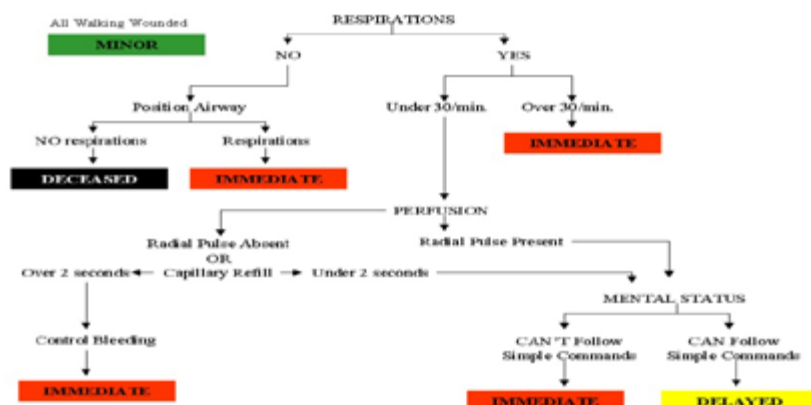 All Walking Wounded
MINOR
RESPIRATIONS
NO
YES
Position Airway
Under 30/min.
Over 30/min.
NO respirations
Respirations
IMMEDIATE
DECEASED
IMMEDIATE
PERFUSION
Radial Pulse Absent
Radial Pulse Present
OR
Over 2 seconds
Capillary Refill
Under 2 seconds
MENTAL STATUS
Control Bleeding
CAN'T Follow
Simple Commands
CAN Follow
Simple Commands
IMMEDIATE
IMMEDIATE
DELAYED